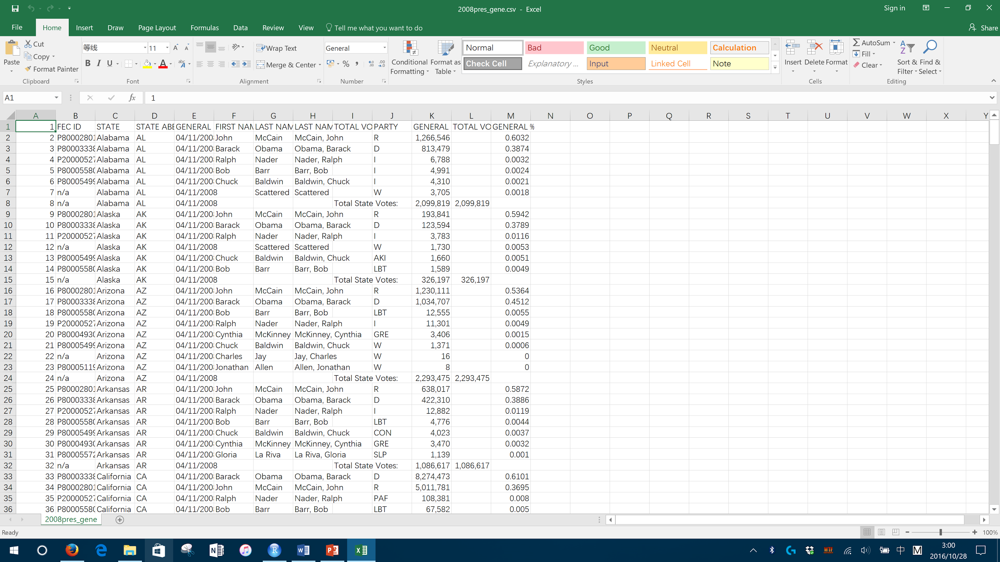 2008pres_gene.csv - Excel
Sign in
File Home Insert Draw Page Layout Formulas Data Review View Tell me what you want to do Share
Paste
Cut
Copy
Format Painter
Clipboard
等线 11
B I U
Font
Wrap Text
Merge & Center
Alignment
General
Number
Conditional Formatting
Format as Table
Normal Bad Good Neutral Calculation
Check Cell Explanatory ... Input Linked Cell Note
Styles
Insert Delete Format
Cells
AutoSum
Fill
Clear
Sort & Filter
Find & Select
Editing
A1 fx 1
A B C D E F G H I J K L M N O P Q R S T U V W X Y
1 1 FEC ID STATE STATE ABE GENERAL FIRST NAM LAST NAM LAST NAM TOTAL VO PARTY GENERAL TOTAL VO GENERAL %
2 2 P80002801 Alabama AL 04/11/2008 John McCain McCain, John R 1,266,546 0.6032
3 3 P80003338 Alabama AL 04/11/2008 Barack Obama Obama, Barack D 813,479 0.3874
4 4 P20000527 Alabama AL 04/11/2008 Ralph Nader Nader, Ralph I 6,788 0.0032
5 5 P80005580 Alabama AL 04/11/2008 Bob Barr Barr, Bob I 4,991 0.0024
6 6 P80005499 Alabama AL 04/11/2008 Chuck Baldwin Baldwin, Chuck I 4,310 0.0021
7 7 n/a Alabama AL 04/11/2008 Scattered Scattered W 3,705 0.0018
8 8 n/a Alabama AL 04/11/2008 Total State Votes: 2,099,819 2,099,819
9 9 P80002801 Alaska AK 04/11/2008 John McCain McCain, John R 193,841 0.5942
10 10 P80003338 Alaska AK 04/11/2008 Barack Obama Obama, Barack D 123,594 0.3789
11 11 P20000527 Alaska AK 04/11/2008 Ralph Nader Nader, Ralph I 3,783 0.0116
12 12 n/a Alaska AK 04/11/2008 Scattered Scattered W 1,730 0.0053
13 13 P80005499 Alaska AK 04/11/2008 Chuck Baldwin Baldwin, Chuck AKI 1,660 0.0051
14 14 P80005580 Alaska AK 04/11/2008 Bob Barr Barr, Bob LBT 1,589 0.0049
15 15 n/a Alaska AK 04/11/2008 Total State Votes: 326,197 326,197
16 16 P80002801 Arizona AZ 04/11/2008 John McCain McCain, John R 1,230,111 0.5364
17 17 P80003338 Arizona AZ 04/11/2008 Barack Obama Obama, Barack D 1,034,707 0.4512
18 18 P80005580 Arizona AZ 04/11/2008 Bob Barr Barr, Bob LBT 12,555 0.0055
19 19 P20000527 Arizona AZ 04/11/2008 Ralph Nader Nader, Ralph I 11,301 0.0049
20 20 P80004930 Arizona AZ 04/11/2008 Cynthia McKinney McKinney, Cynthia GRE 3,406 0.0015
21 21 P80005499 Arizona AZ 04/11/2008 Chuck Baldwin Baldwin, Chuck W 1,371 0.0006
22 22 n/a Arizona AZ 04/11/2008 Charles Jay Jay, Charles W 16 0
23 23 P80005119 Arizona AZ 04/11/2008 Jonathan Allen Allen, Jonathan W 8 0
24 24 n/a Arizona AZ 04/11/2008 Total State Votes: 2,293,475 2,293,475
25 25 P80002801 Arkansas AR 04/11/2008 John McCain McCain, John R 638,017 0.5872
26 26 P80003338 Arkansas AR 04/11/2008 Barack Obama Obama, Barack D 422,310 0.3886
27 27 P20000527 Arkansas AR 04/11/2008 Ralph Nader Nader, Ralph I 12,882 0.0119
28 28 P80005580 Arkansas AR 04/11/2008 Bob Barr Barr, Bob LBT 4,776 0.0044
29 29 P80005499 Arkansas AR 04/11/2008 Chuck Baldwin Baldwin, Chuck CON 4,023 0.0037
30 30 P80004930 Arkansas AR 04/11/2008 Cynthia McKinney McKinney, Cynthia GRE 3,470 0.0032
31 31 P80005572 Arkansas AR 04/11/2008 Gloria La Riva La Riva, Gloria SLP 1,139 0.001
32 32 n/a Arkansas AR 04/11/2008 Total State Votes: 1,086,617 1,086,617
33 33 P80003338 California CA 04/11/2008 Barack Obama Obama, Barack D 8,274,473 0.6101
34 34 P80002801 California CA 04/11/2008 John McCain McCain, John R 5,011,781 0.3695
35 35 P20000527 California CA 04/11/2008 Ralph Nader Nader, Ralph PAF 108,381 0.008
36 36 P80005580 California CA 04/11/2008 Bob Barr Barr, Bob LBT 67,582 0.005
2008pres_gene
Ready
100%
WTF 中 M
3:00
2016/10/28